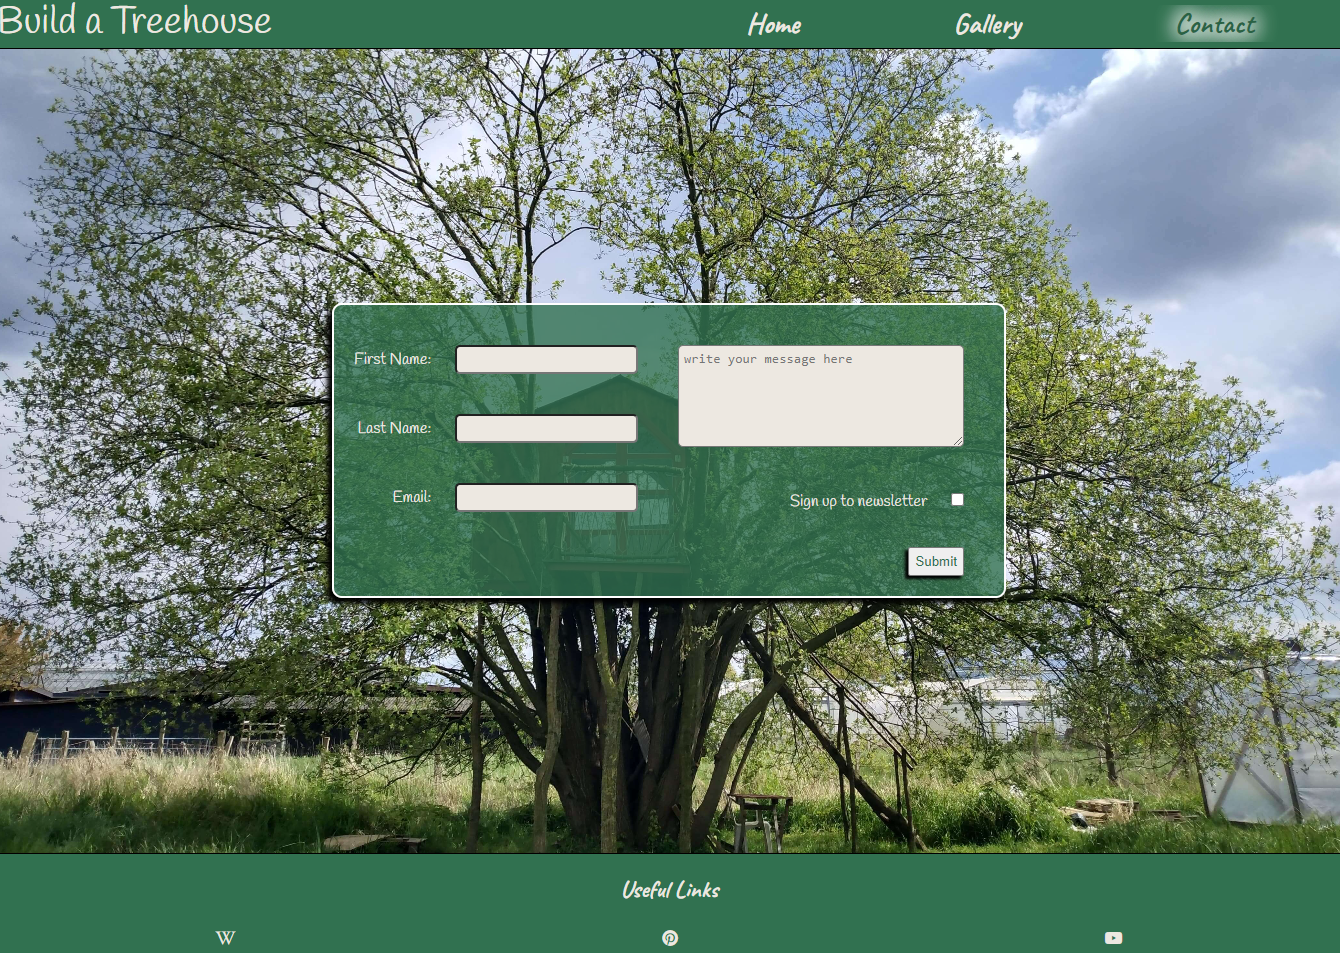 Build a Treehouse
Home
Gallery
Contact
First Name:
write your message here
Last Name:
Email:
Sign up to newsletter
Submit
Useful Links
W